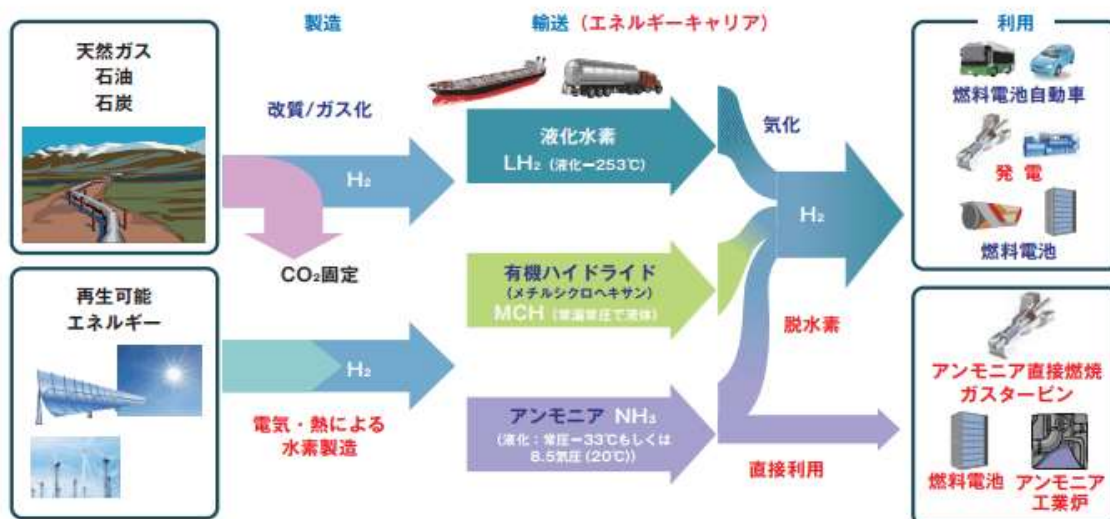 製造
輸送（エネルギーキャリア）
利用
天然ガス
石油
石炭
改質/ガス化
H₂
CO₂固定
再生可能
エネルギー
H₂
電気・熱による
水素製造
液化水素
LH₂（液化ー253℃）
有機ハイドライド
（メチルシクロヘキサン）
MCH（常温常圧で液体）
アンモニア NH₃
（液化：常圧ー33℃もしくは
8.5気圧（20℃））
気化
H₂
脱水素
直接利用
燃料電池自動車
発電
燃料電池
アンモニア直接燃焼
ガスタービン
燃料電池
アンモニア
工業炉